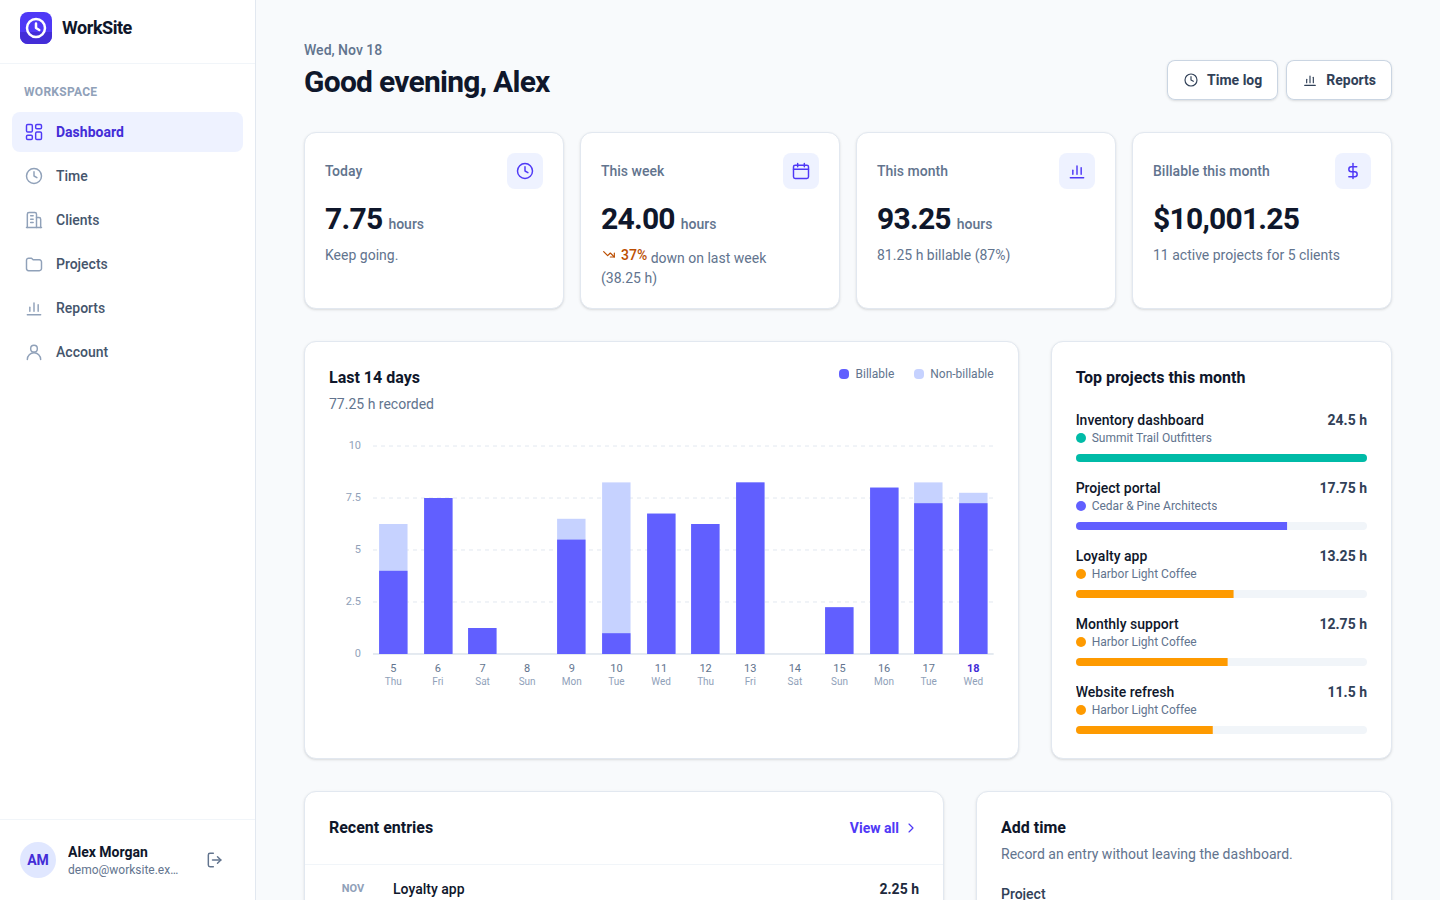 WorkSite
WORKSPACE
Dashboard
Time
Clients
Projects
Reports
Account
AM
Alex Morgan
demo@worksite.ex...
Wed, Nov 18
Good evening, Alex
Time log
Reports
Today
7.75 hours
Keep going.
This week
24.00 hours
37% down on last week
(38.25 h)
This month
93.25 hours
81.25 h billable (87%)
Billable this month
$
$10,001.25
11 active projects for 5 clients
Last 14 days
77.25 h recorded
Billable
Non-billable
10
7.5
5
2.5
0
5 6 7 8 9 10 11 12 13 14 15 16 17 18
Thu Fri Sat Sun Mon Tue Wed Thu Fri Sat Sun Mon Tue Wed
Top projects this month
Inventory dashboard 24.5 h
Summit Trail Outfitters
Project portal 17.75 h
Cedar & Pine Architects
Loyalty app 13.25 h
Harbor Light Coffee
Monthly support 12.75 h
Harbor Light Coffee
Website refresh 11.5 h
Harbor Light Coffee
Recent entries
View all
NOV
Loyalty app
2.25 h
Add time
Record an entry without leaving the dashboard.
Project